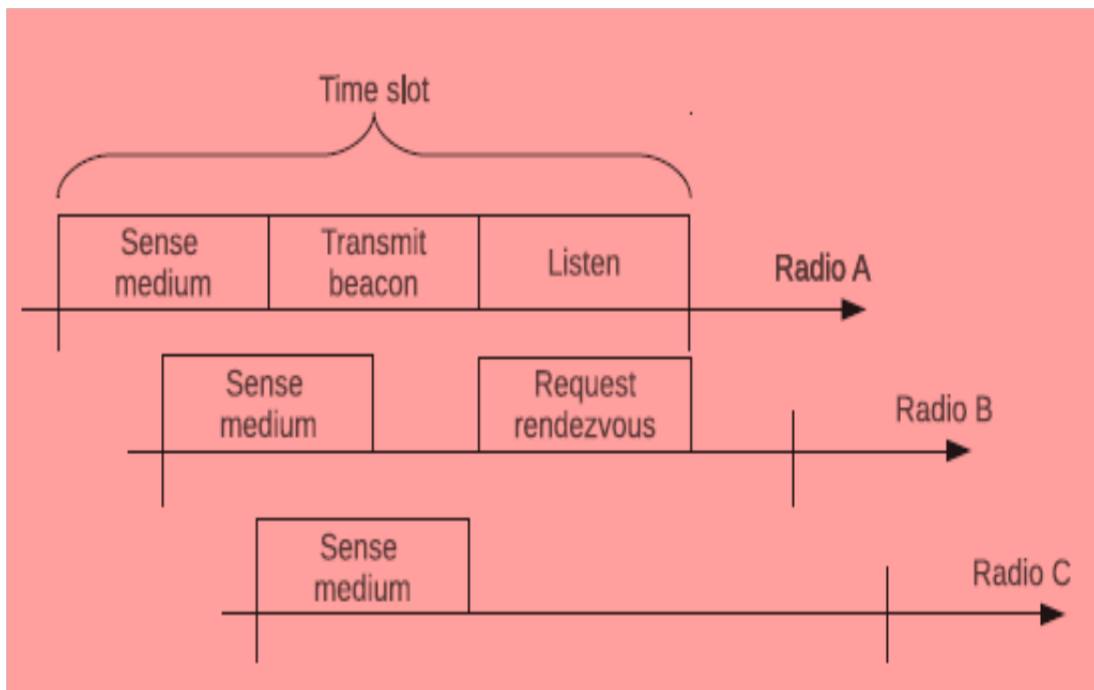 Time slot
Sense
medium
Transmit
beacon
Listen
Radio A
Sense
medium
Request
rendezvous
Radio B
Sense
medium
Radio C